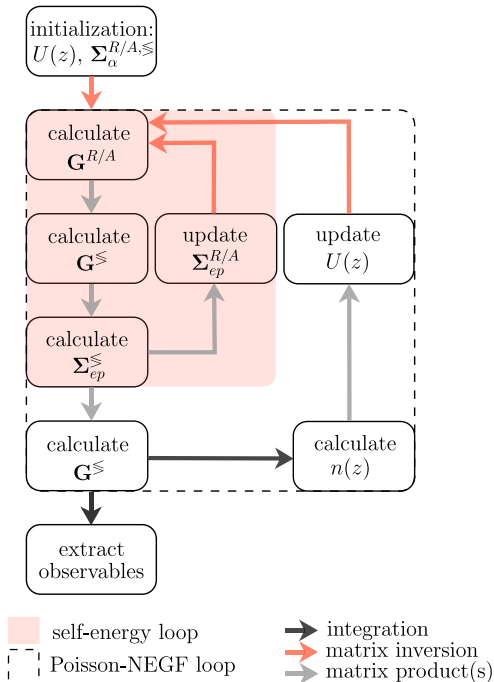 initialization:
U(z), Σ_α^{R/A,≶}
calculate
G^{R/A}
calculate
G^≶
update
Σ_{ep}^{R/A}
update
U(z)
calculate
Σ_{ep}^≶
calculate
G^≶
calculate
n(z)
extract
observables
self-energy loop
Poisson-NEGF loop
integration
matrix inversion
matrix product(s)